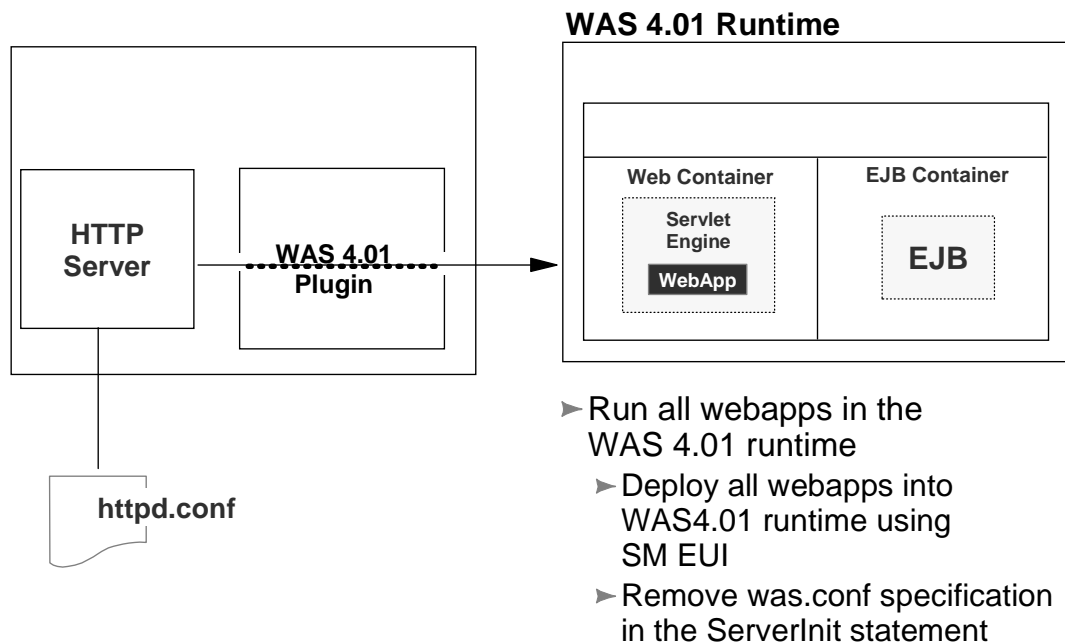 WAS 4.01 Runtime
HTTP
Server
WAS 4.01
Plugin
Web Container
Servlet
Engine
WebApp
EJB Container
EJB
httpd.conf
➤Run all webapps in the
WAS 4.01 runtime
➤Deploy all webapps into
WAS4.01 runtime using
SM EUI
➤Remove was.conf specification
in the ServerInit statement